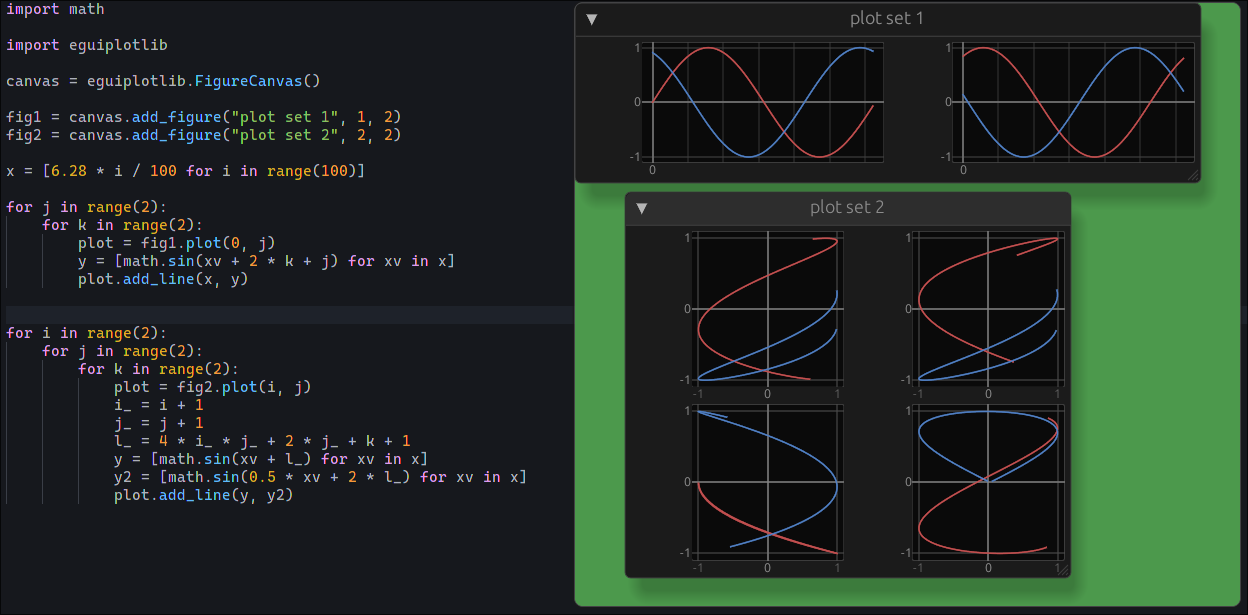 import math
import eguiplotlib
canvas = eguiplotlib.FigureCanvas()
fig1 = canvas.add_figure("plot set 1", 1, 2)
fig2 = canvas.add_figure("plot set 2", 2, 2)
x = [6.28 * i / 100 for i in range(100)]
for j in range(2):
    for k in range(2):
        plot = fig1.plot(0, j)
        y = [math.sin(xv + 2 * k + j) for xv in x]
        plot.add_line(x, y)
for i in range(2):
    for j in range(2):
        for k in range(2):
            plot = fig2.plot(i, j)
            i_ = i + 1
            j_ = j + 1
            l_ = 4 * i_ * j_ + 2 * j_ + k + 1
            y = [math.sin(xv + l_) for xv in x]
            y2 = [math.sin(0.5 * xv + 2 * l_) for xv in x]
            plot.add_line(y, y2)
▼ plot set 1
1
0
-1
0
1
0
-1
0
▼ plot set 2
1
0
-1
-1 0 1
1
0
-1
-1 0 1
1
0
-1
-1 0 1
1
0
-1
-1 0 1